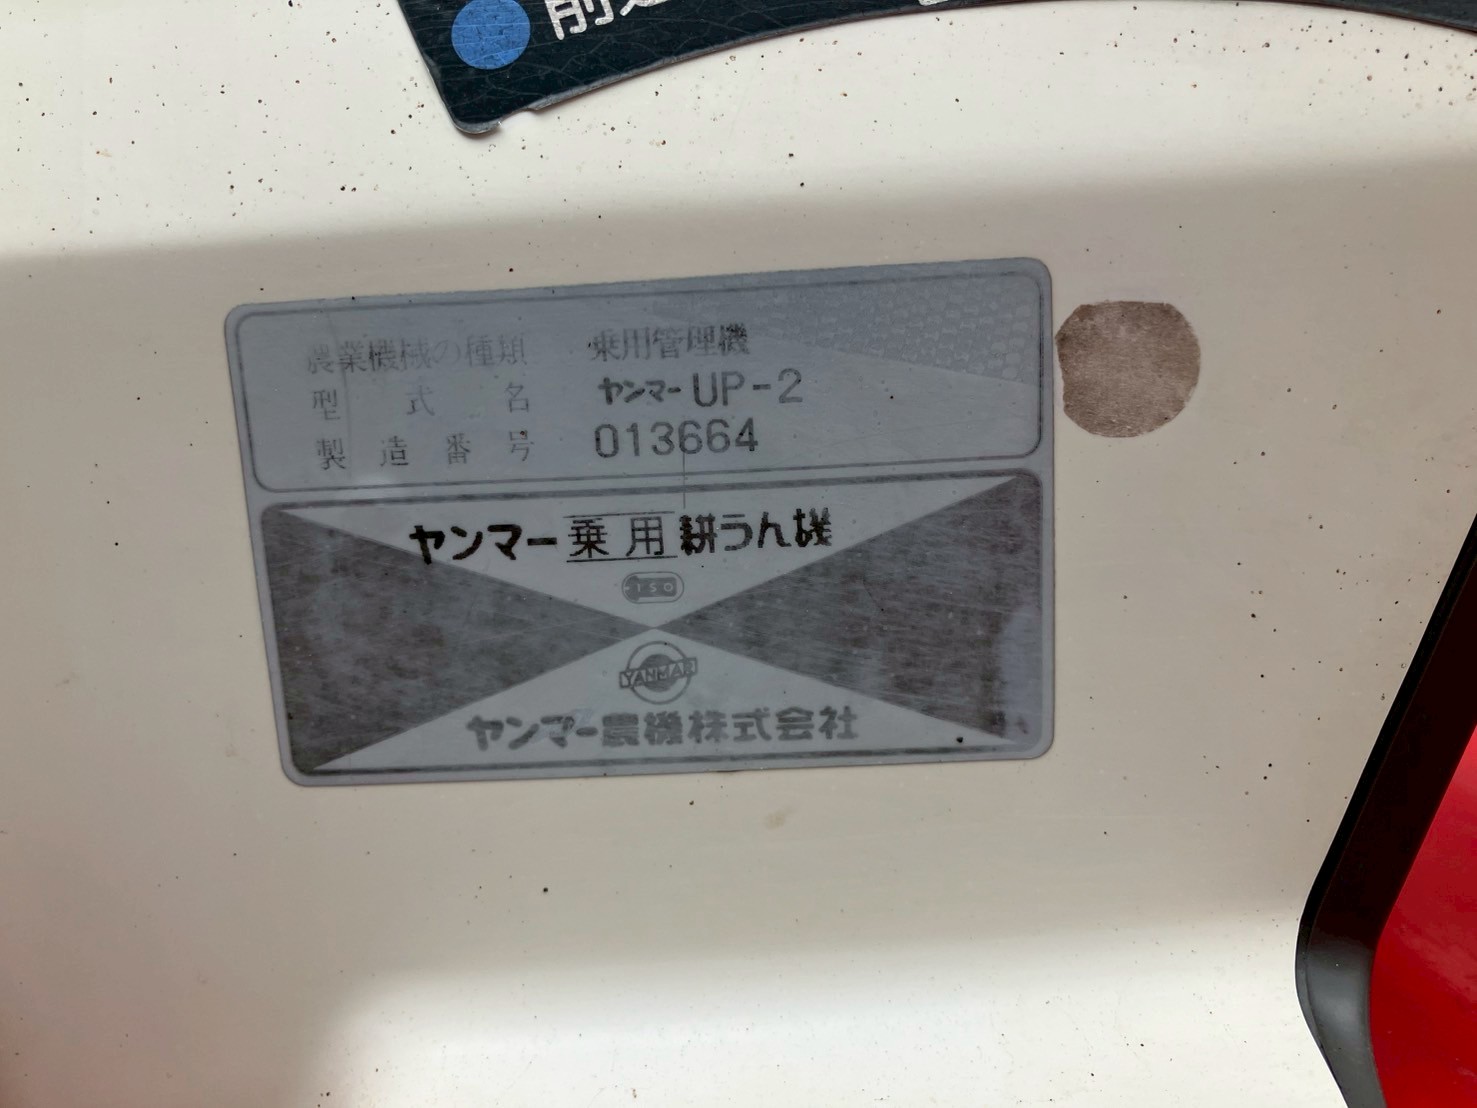 前進
農業機械の種類 乗用管理機
型式名 ヤンマー UP-2
製造番号 013664
ヤンマー乗用耕うん機
ISO
YANMAR
ヤンマー農機株式会社